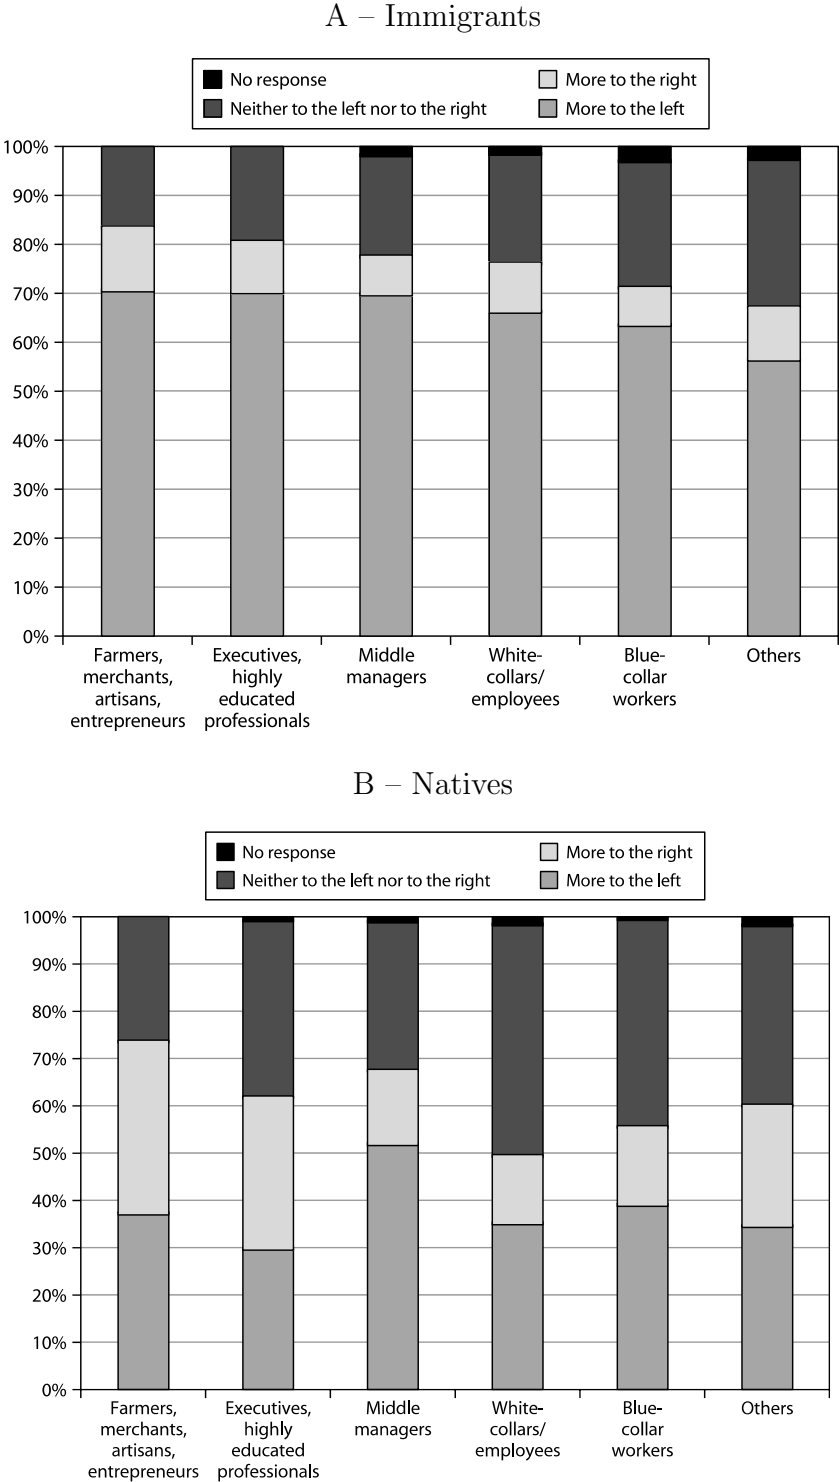 A – Immigrants
No response
More to the right
Neither to the left nor to the right
More to the left
100%
90%
80%
70%
60%
50%
40%
30%
20%
10%
0%
Farmers,
merchants,
artisans,
entrepreneurs
Executives,
highly
educated
professionals
Middle
managers
White-
collars/
employees
Blue-
collar
workers
Others
B – Natives
No response
More to the right
Neither to the left nor to the right
More to the left
100%
90%
80%
70%
60%
50%
40%
30%
20%
10%
0%
Farmers,
merchants,
artisans,
entrepreneurs
Executives,
highly
educated
professionals
Middle
managers
White-
collars/
employees
Blue-
collar
workers
Others